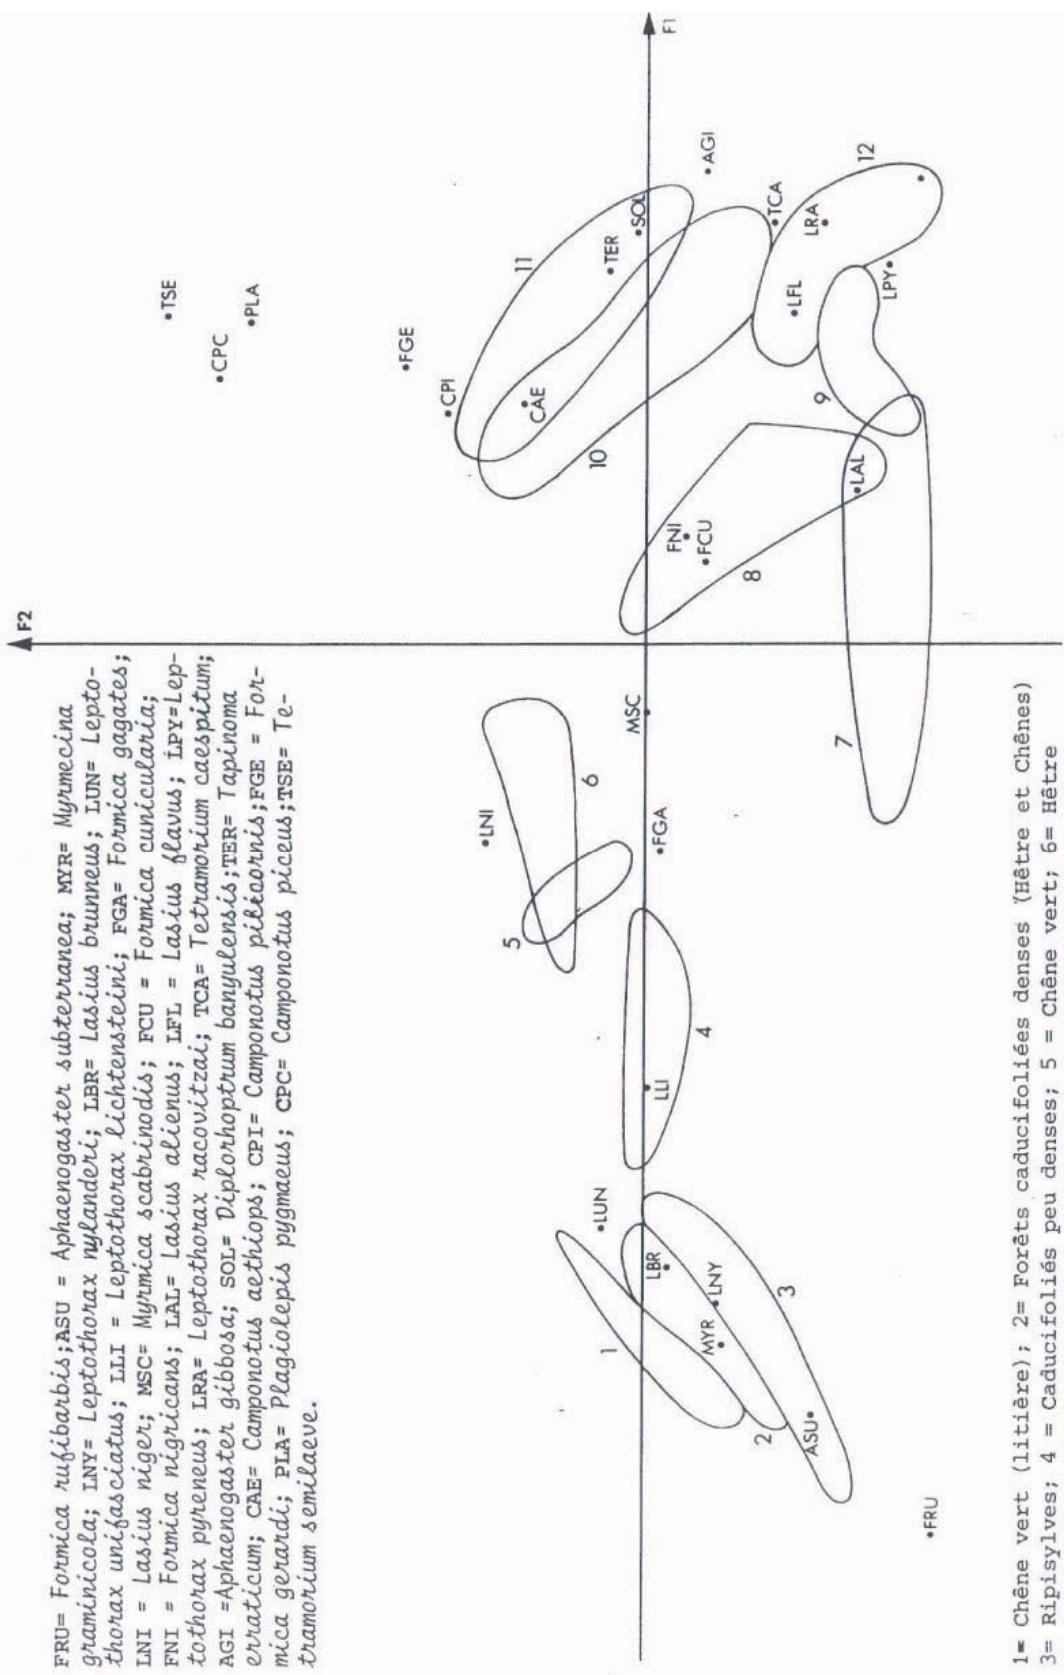 FRU= Formica rufibarbis;ASU = Aphaenogaster subterranea; MYR= Myrmecina
graminicola; LNY= Leptothorax nylanderi; LBR= Lasius brunneus; LUN= Lepto-
thorax unifasciatus; LLI = Leptothorax lichtensteini; FGA= Formica gagates;
LNI = Lasius niger; MSC= Myrmica scabrinodis; FCU = Formica cunicularia;
FNI = Formica nigricans; LAL= Lasius alienus; LFL = Lasius flavus; LPY=Lep-
tothorax pyreneus; LRA= Leptothorax racovitzai; TCA= Tetramorium caespitum;
AGI =Aphaenogaster gibbosa; SOL= Diplorhoptrum banyulensis;TER= Tapinoma
erraticum; CAE= Camponotus aethiops; CPI= Camponotus pilicornis;FGE = For-
mica gerardi; PLA= Plagiolepis pygmaeus; CPC= Camponotus piceus;TSE= Te-
tramorium semilaeve.
F2
F1
TSE
CPC
PLA
FGE
CPI
11
CAE
TER
SOL
10
AGI
TCA
12
LRA
LFL
LPY
9
LAL
FNI
FCU
8
7
MSC
6
LNI
FGA
5
4
LLI
LUN
LBR
LNY
MYR
3
1
2
ASU
FRU
1= Chêne vert (litière); 2= Forêts caducifoliées denses (Hêtre et Chênes)
3= Ripisylves; 4 = Caducifoliés peu denses; 5 = Chêne vert; 6= Hêtre